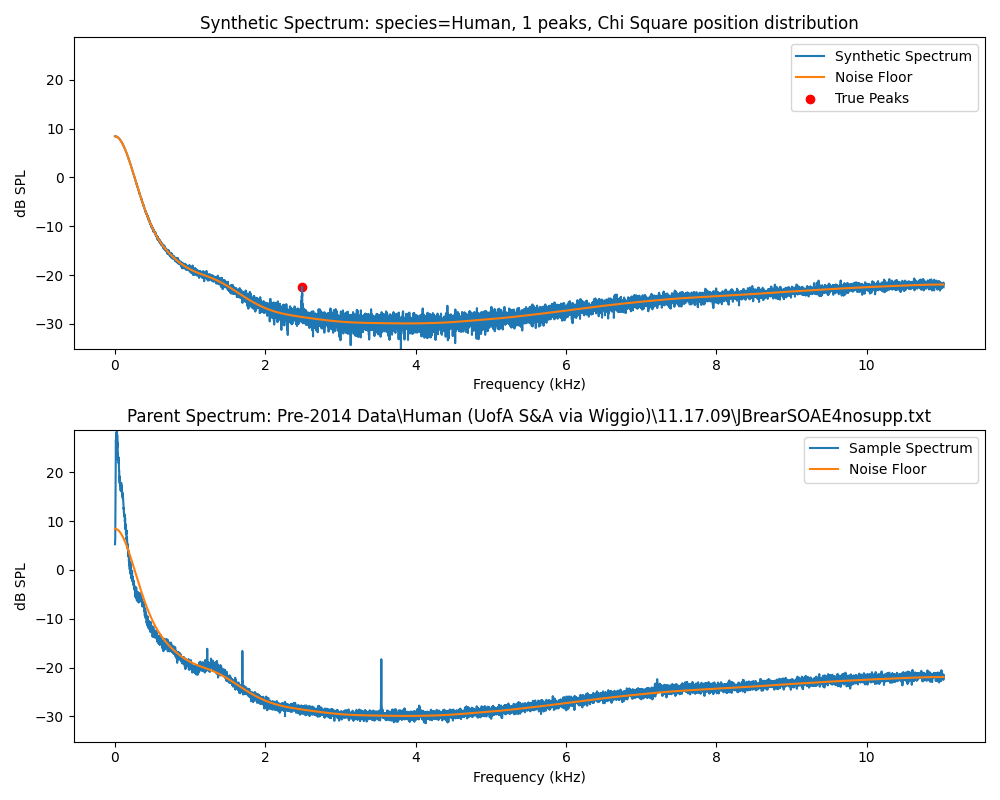 Synthetic Spectrum: species=Human, 1 peaks, Chi Square position distribution
Synthetic Spectrum
Noise Floor
True Peaks
dB SPL
20
10
0
−10
−20
−30
0 2 4 6 8 10
Frequency (kHz)
Parent Spectrum: Pre-2014 Data\Human (UofA S&A via Wiggio)\11.17.09\JBrearSOAE4nosupp.txt
Sample Spectrum
Noise Floor
dB SPL
20
10
0
−10
−20
−30
0 2 4 6 8 10
Frequency (kHz)